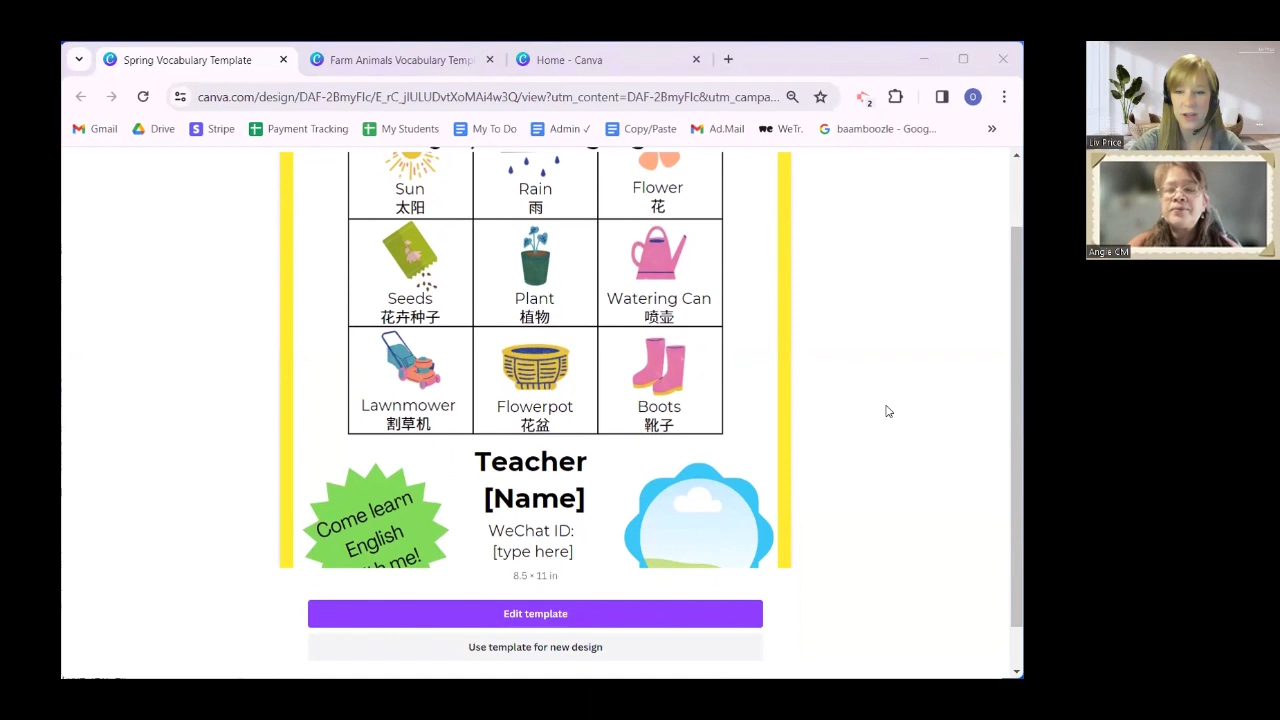 Spring Vocabulary Template
Farm Animals Vocabulary Temp
Home - Canva
canva.com/design/DAF-2BmyFIc/E_rC_jIULUDvtXoMAI4w3Q/view?utm_content=DAF-2BmyFIc&utm_campa...
2
O
Gmail
Drive
Stripe
Payment Tracking
My Students
My To Do
Admin ✓
Copy/Paste
Ad.Mail
WeTr.
baamboozle - Goog...
Sun
太阳
Rain
雨
Flower
花
Seeds
花卉种子
Plant
植物
Watering Can
喷壶
Lawnmower
割草机
Flowerpot
花盆
Boots
靴子
Come learn
English
me!
Teacher
[Name]
WeChat ID:
[type here]
8.5 × 11 in
Edit template
Use template for new design
Liv Price
Angie CM